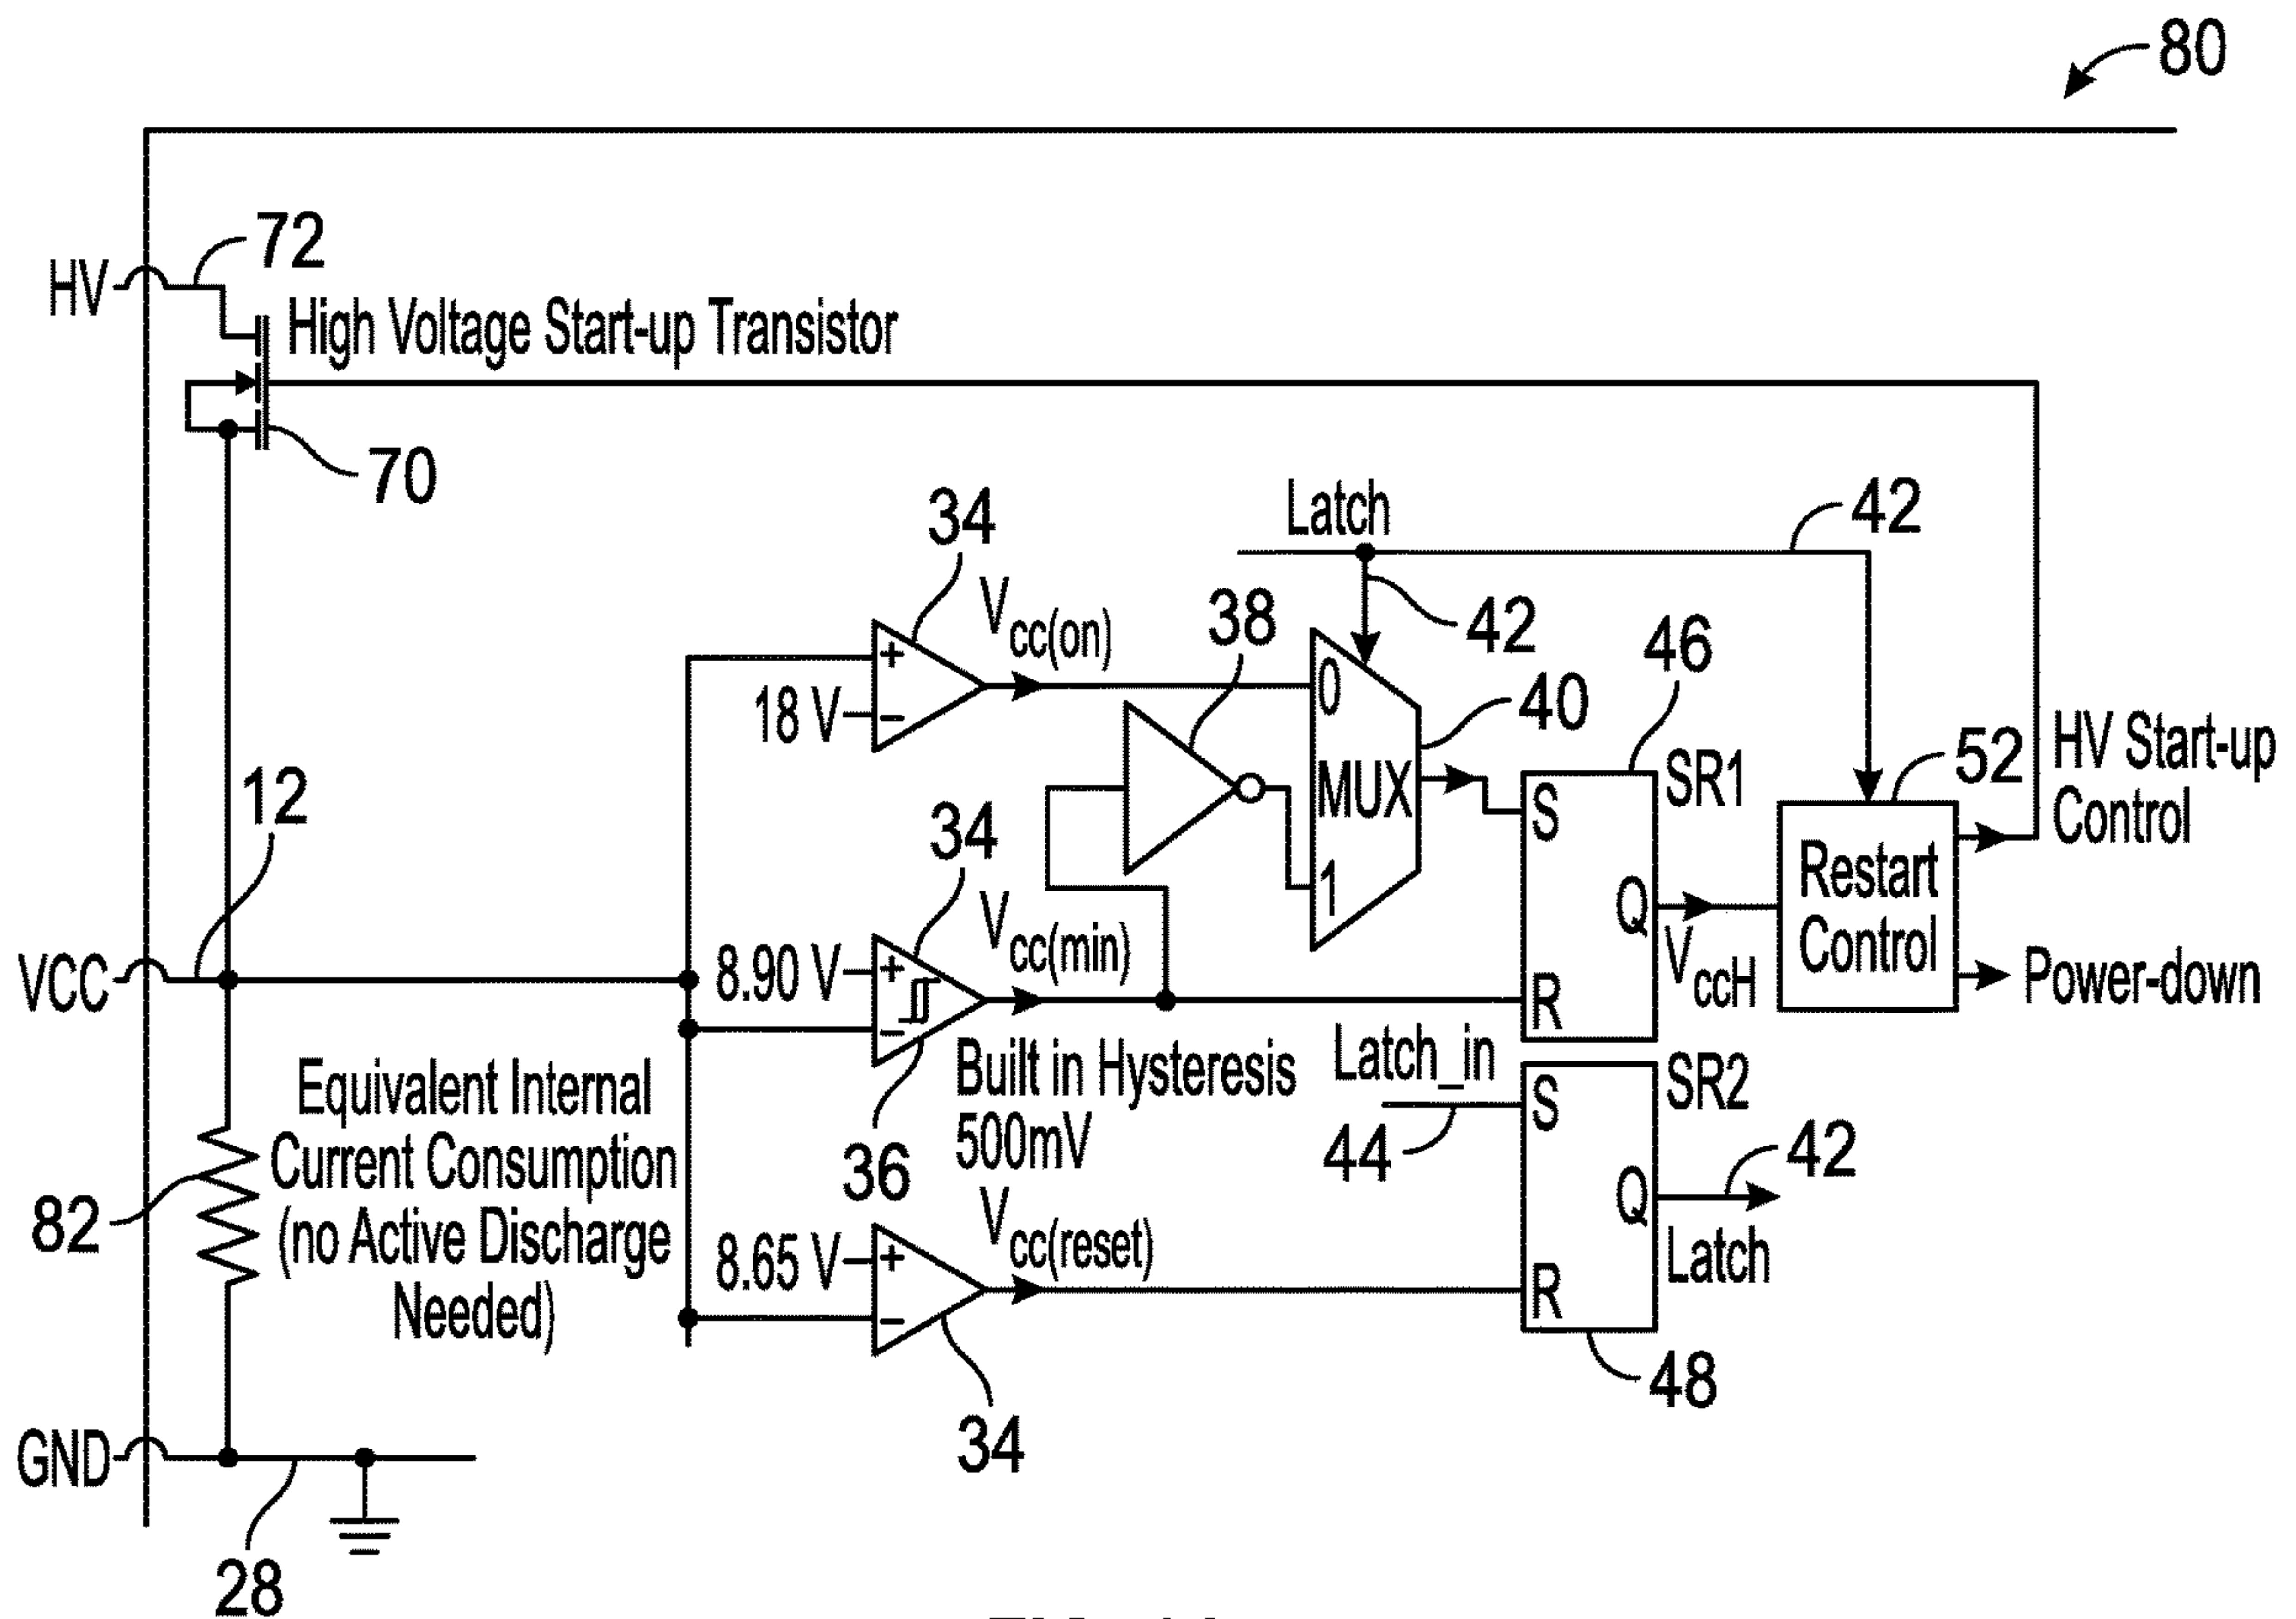 80
72
HV
High Voltage Start-up Transistor
70
34
Latch
42
Vcc(on)
38
42
46
+
0
40
18 V
−
SR1
52
HV Start-up
Control
12
MUX
S
34
1
Restart
Control
Vcc(min)
Q
VCC
8.90 V
+
VccH
Power-down
−
R
Equivalent Internal
Current Consumption
(no Active Discharge
Needed)
Built in Hysteresis
500mV
Latch_in
SR2
S
36
44
42
82
Vcc(reset)
Q
8.65 V
+
Latch
−
R
34
48
GND
28